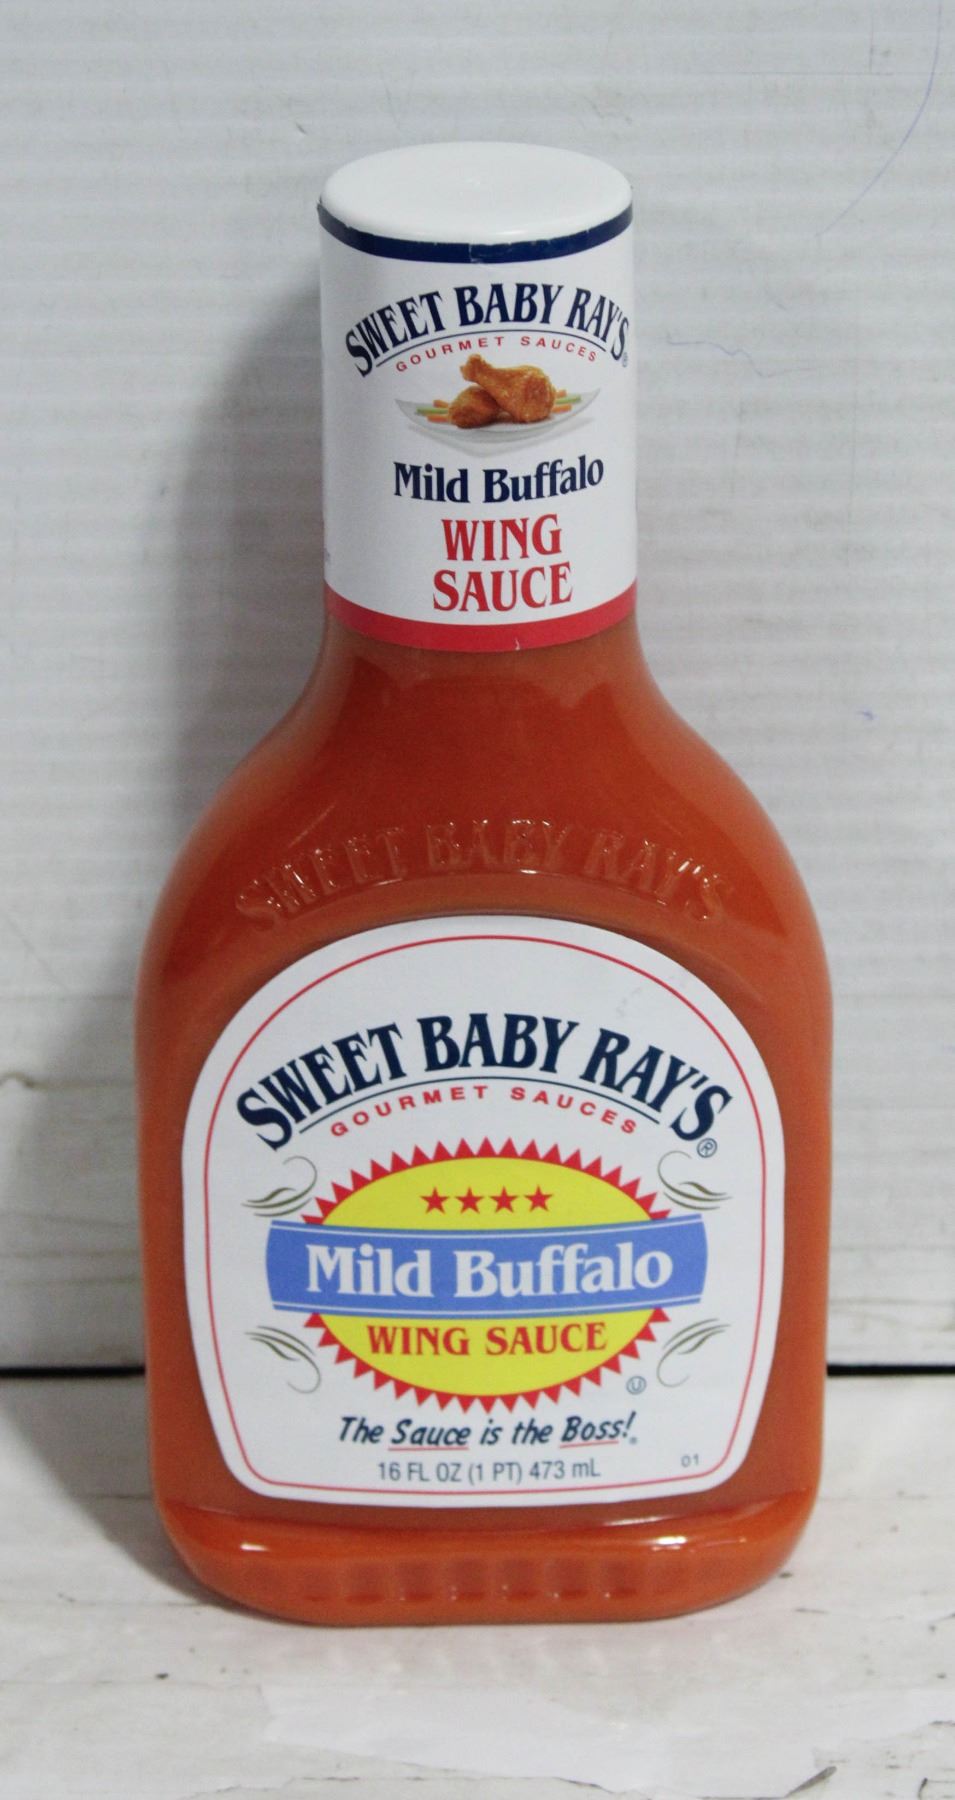 SWEET BABY RAY'S®
GOURMET SAUCES
Mild Buffalo
WING
SAUCE
SWEET BABY RAY'S
SWEET BABY RAY'S®
GOURMET SAUCES
Mild Buffalo
WING SAUCE
U
The Sauce is the Boss!
16 FL OZ (1 PT) 473 mL
01